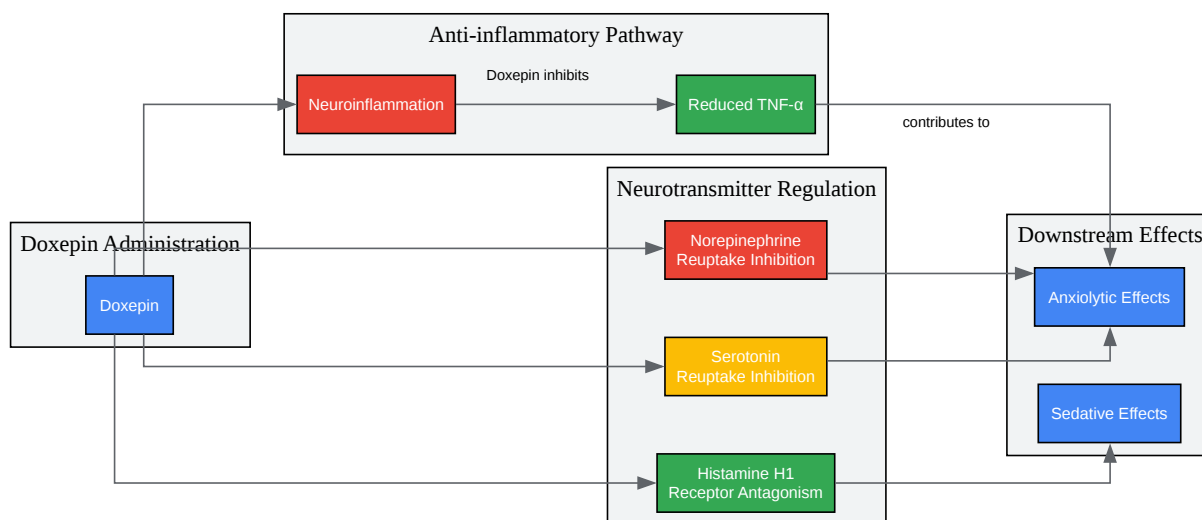 Anti-inflammatory Pathway
Neuroinflammation
Doxepin inhibits
Reduced TNF-α
contributes to
Neurotransmitter Regulation
Doxepin Administration
Doxepin
Norepinephrine
Reuptake Inhibition
Serotonin
Reuptake Inhibition
Histamine H1
Receptor Antagonism
Downstream Effects
Anxiolytic Effects
Sedative Effects